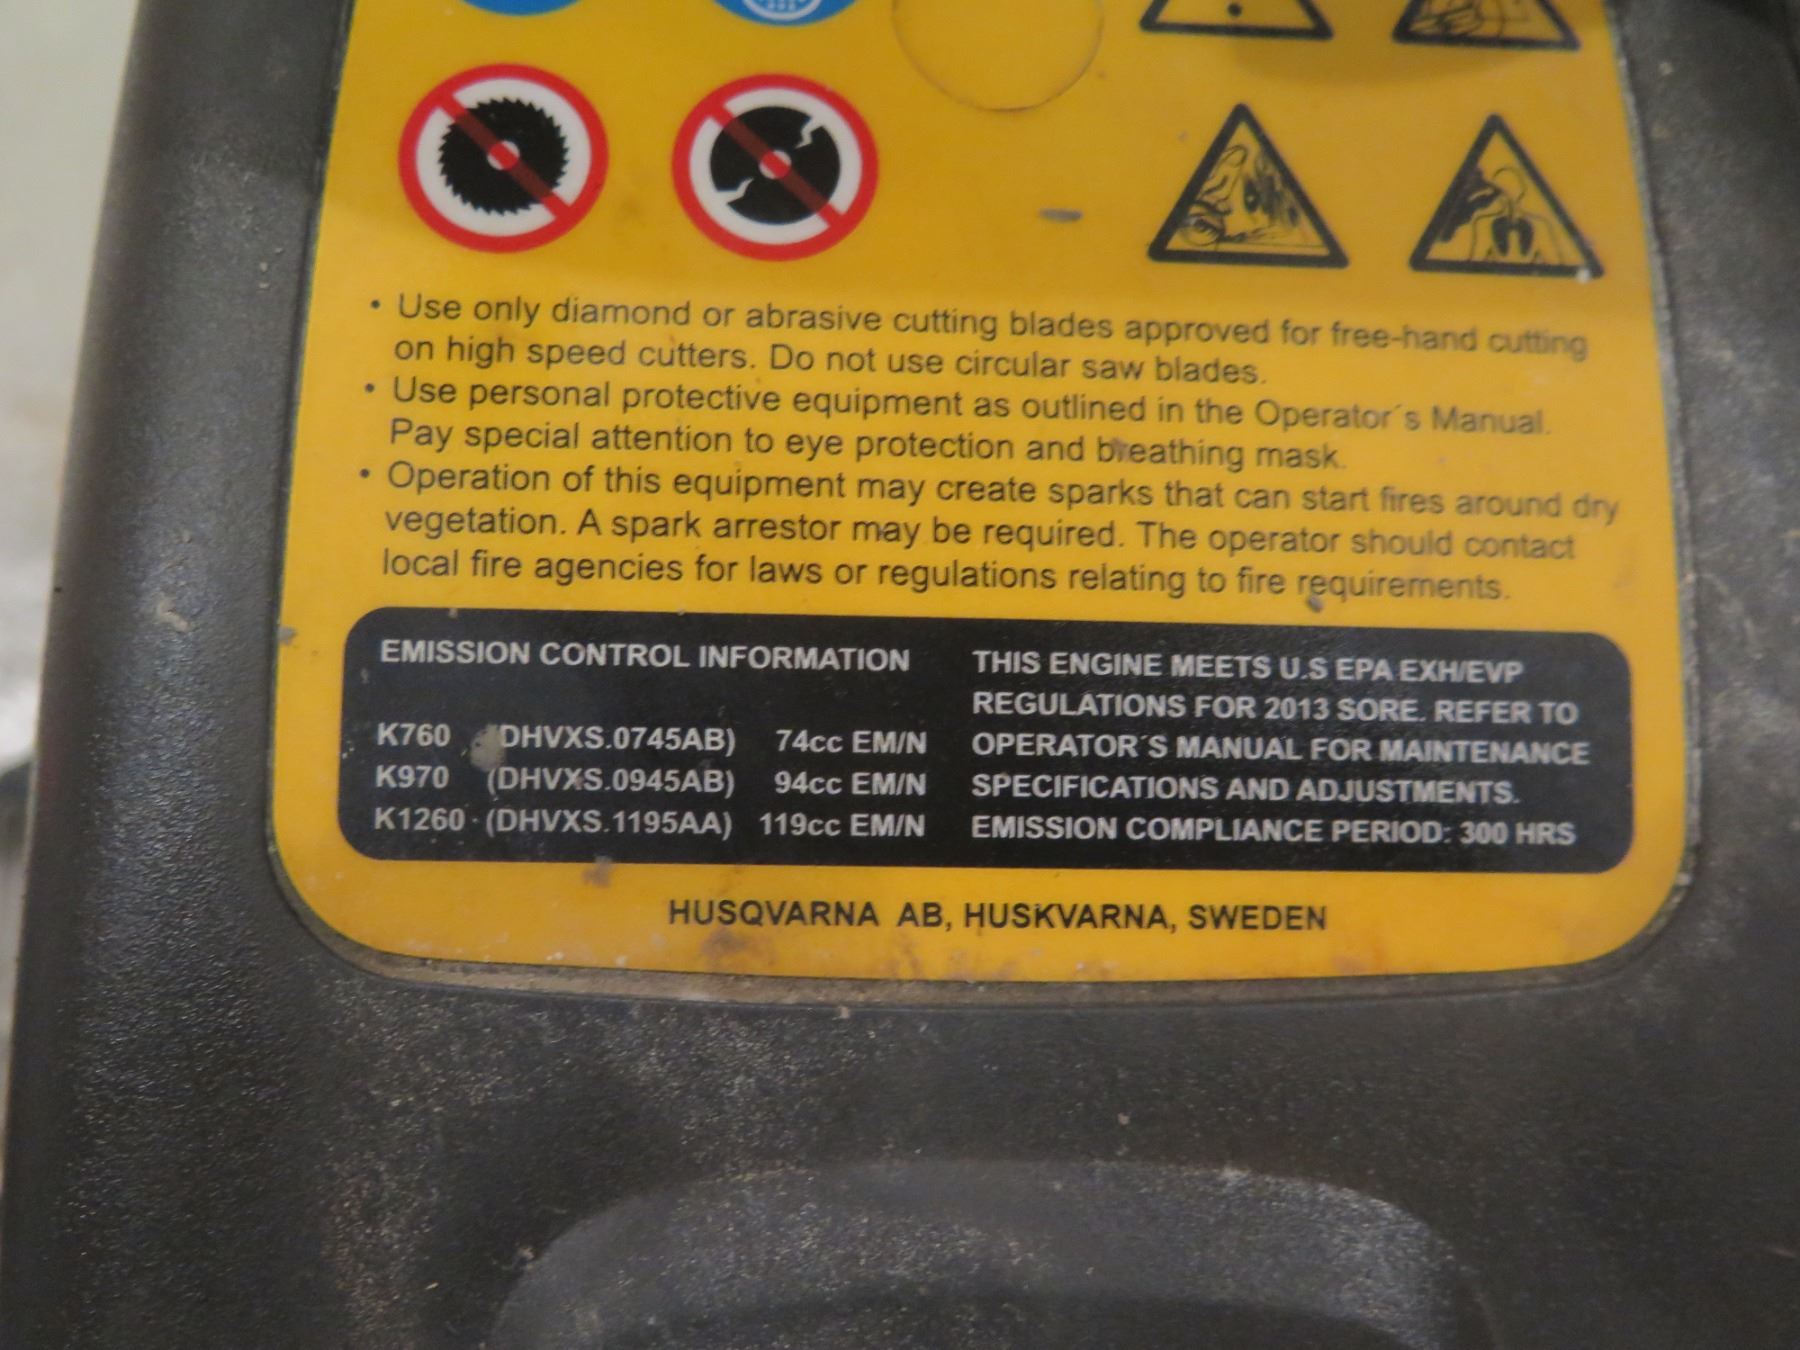 • Use only diamond or abrasive cutting blades approved for free-hand cutting
on high speed cutters. Do not use circular saw blades.
• Use personal protective equipment as outlined in the Operator´s Manual.
Pay special attention to eye protection and breathing mask.
• Operation of this equipment may create sparks that can start fires around dry
vegetation. A spark arrestor may be required. The operator should contact
local fire agencies for laws or regulations relating to fire requirements.
EMISSION CONTROL INFORMATION
K760 (DHVXS.0745AB) 74cc EM/N
K970 (DHVXS.0945AB) 94cc EM/N
K1260 (DHVXS.1195AA) 119cc EM/N
THIS ENGINE MEETS U.S EPA EXH/EVP
REGULATIONS FOR 2013 SORE. REFER TO
OPERATOR´S MANUAL FOR MAINTENANCE
SPECIFICATIONS AND ADJUSTMENTS.
EMISSION COMPLIANCE PERIOD: 300 HRS
HUSQVARNA AB, HUSKVARNA, SWEDEN